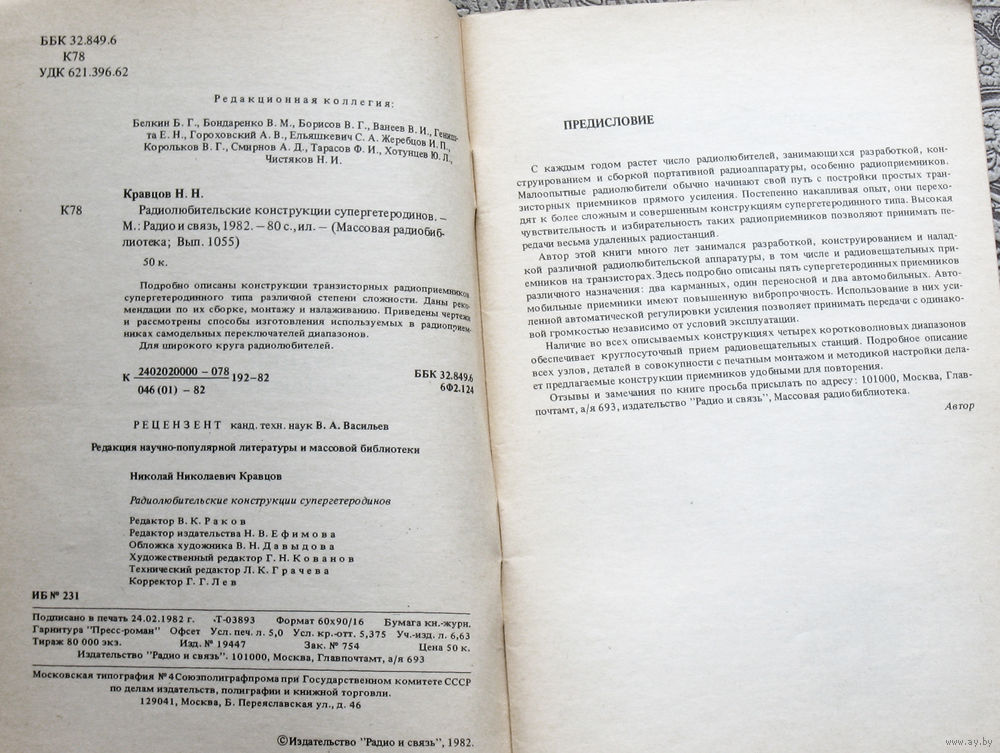 ББК 32.849.6
К78
УДК 621.396.62
Редакционная коллегия:
Белкин Б. Г., Бондаренко В. М., Борисов В. Г., Ванеев В. И., Геништ-
та Е. Н., Гороховский А. В., Ельяшкевич С. А. Жеребцов И. П.,
Корольков В. Г., Смирнов А. Д., Тарасов Ф. И., Хотунцев Ю. Л.,
Чистяков Н. И.
Кравцов Н. Н.
К78 Радиолюбительские конструкции супергетеродинов. –
М.: Радио и связь, 1982. – 80 с., ил. – (Массовая радиобиб-
лиотека; Вып. 1055)
50 к.
Подробно описаны конструкции транзисторных радиоприемников
супергетеродинного типа различной степени сложности. Даны реко-
мендации по их сборке, монтажу и налаживанию. Приведены чертежи
и рассмотрены способы изготовления используемых в радиоприем-
никах самодельных переключателей диапазонов.
Для широкого круга радиолюбителей.
К 2402020000 – 078 / 046 (01) – 82 192–82
ББК 32.849.6
6Ф2.124
РЕЦЕНЗЕНТ канд. техн. наук В. А. Васильев
Редакция научно-популярной литературы и массовой библиотеки
Николай Николаевич Кравцов
Радиолюбительские конструкции супергетеродинов
Редактор В. К. Раков
Редактор издательства Н. В. Ефимова
Обложка художника В. Н. Давыдова
Художественный редактор Г. Н. Кованов
Технический редактор Л. К. Грачева
Корректор Г. Г. Лев
ИБ № 231
Подписано в печать 24.02.1982 г. Т-03893 Формат 60х90/16 Бумага кн.-журн.
Гарнитура "Пресс-роман" Офсет Усл. печ. л. 5,0 Усл. кр.-отт. 5,375 Уч.-изд. л. 6,63
Тираж 80 000 экз. Изд. № 19447 Зак. № 754 Цена 50 к.
Издательство "Радио и связь". 101000, Москва, Главпочтамт, а/я 693
Московская типография № 4 Союзполиграфпрома при Государственном комитете СССР
по делам издательств, полиграфии и книжной торговли.
129041, Москва, Б. Переяславская ул., д. 46
©Издательство "Радио и связь", 1982.
ПРЕДИСЛОВИЕ
С каждым годом растет число радиолюбителей, занимающихся разработкой, кон-
струированием и сборкой портативной радиоаппаратуры, особенно радиоприемников.
Малоопытные радиолюбители обычно начинают свой путь с постройки простых тран-
зисторных приемников прямого усиления. Постепенно накапливая опыт, они перехо-
дят к более сложным и совершенным конструкциям супергетеродинного типа. Высокая
чувствительность и избирательность таких радиоприемников позволяют принимать пе-
редачи весьма удаленных радиостанций.
Автор этой книги много лет занимался разработкой, конструированием и налад-
кой различной радиолюбительской аппаратуры, в том числе и радиовещательных при-
емников на транзисторах. Здесь подробно описаны пять супергетеродинных приемников
различного назначения: два карманных, один переносной и два автомобильных. Авто-
мобильные приемники имеют повышенную вибропрочность. Использование в них уси-
ленной автоматической регулировки усиления позволяет принимать передачи с одинако-
вой громкостью независимо от условий эксплуатации.
Наличие во всех описываемых конструкциях четырех коротковолновых диапазонов
обеспечивает круглосуточный прием радиовещательных станций. Подробное описание
всех узлов, деталей в совокупности с печатным монтажом и методикой настройки дела-
ет предлагаемые конструкции приемников удобными для повторения.
Отзывы и замечания по книге просьба присылать по адресу: 101000, Москва, Глав-
почтамт, а/я 693, издательство "Радио и связь", Массовая радиобиблиотека.
Автор
www.ay.by